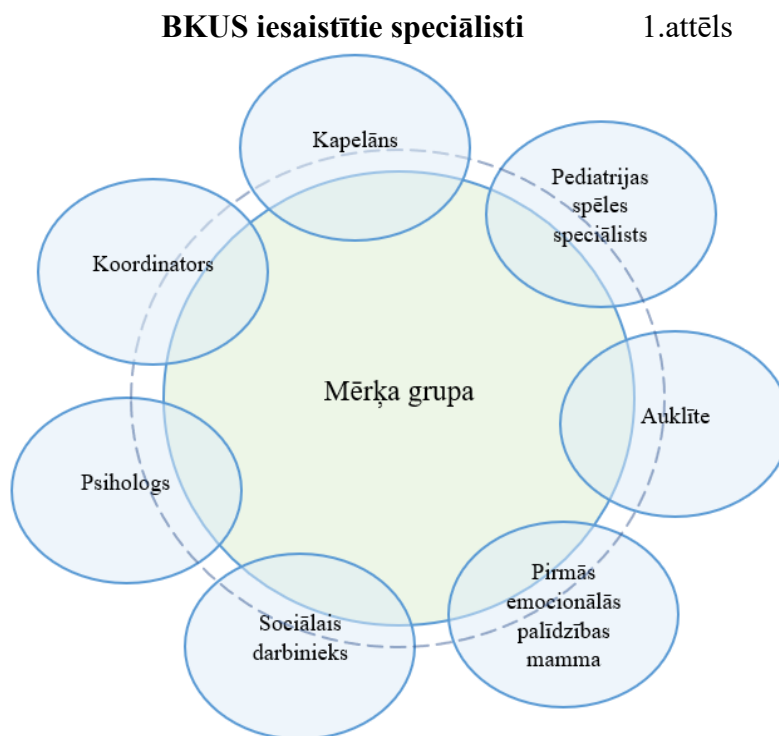 BKUS iesaistītie speciālisti 1.attēls
Kapelāns
Pediatrijas
spēles
speciālists
Koordinators
Mērķa grupa
Auklīte
Psihologs
Pirmās
emocionālās
palīdzības
mamma
Sociālais
darbinieks